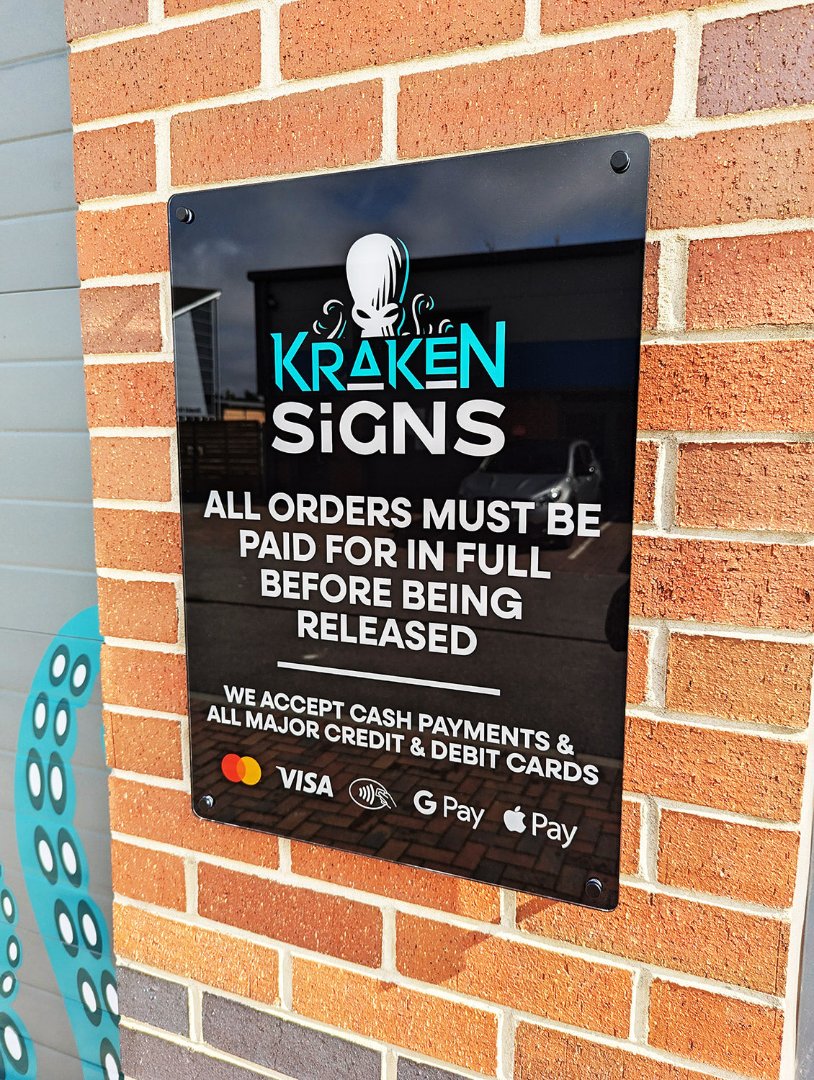 KRAKEN
SiGNS
ALL ORDERS MUST BE
PAID FOR IN FULL
BEFORE BEING
RELEASED
WE ACCEPT CASH PAYMENTS &
ALL MAJOR CREDIT & DEBIT CARDS
VISA G Pay Pay